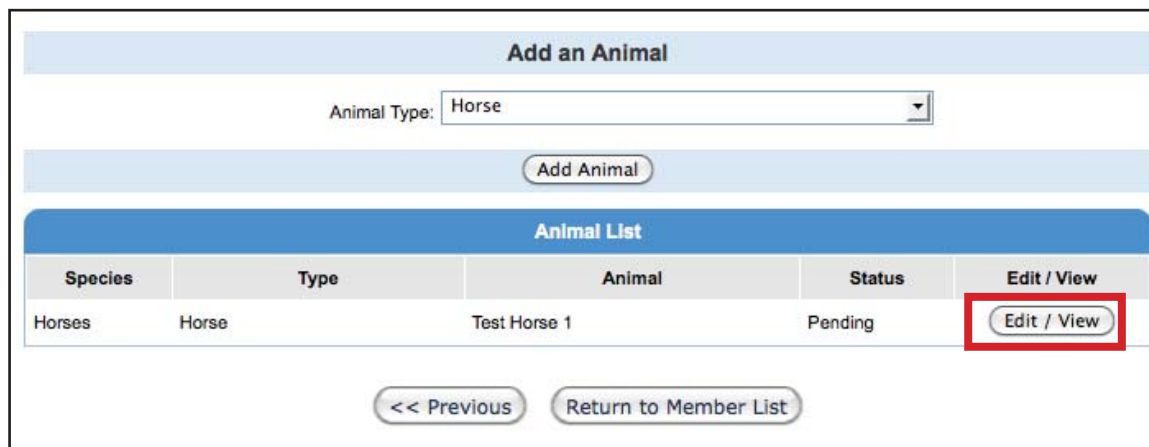 Add an Animal
Animal Type: Horse
Add Animal
Animal List
Species Type Animal Status Edit / View
Horses Horse Test Horse 1 Pending Edit / View
<< Previous Return to Member List